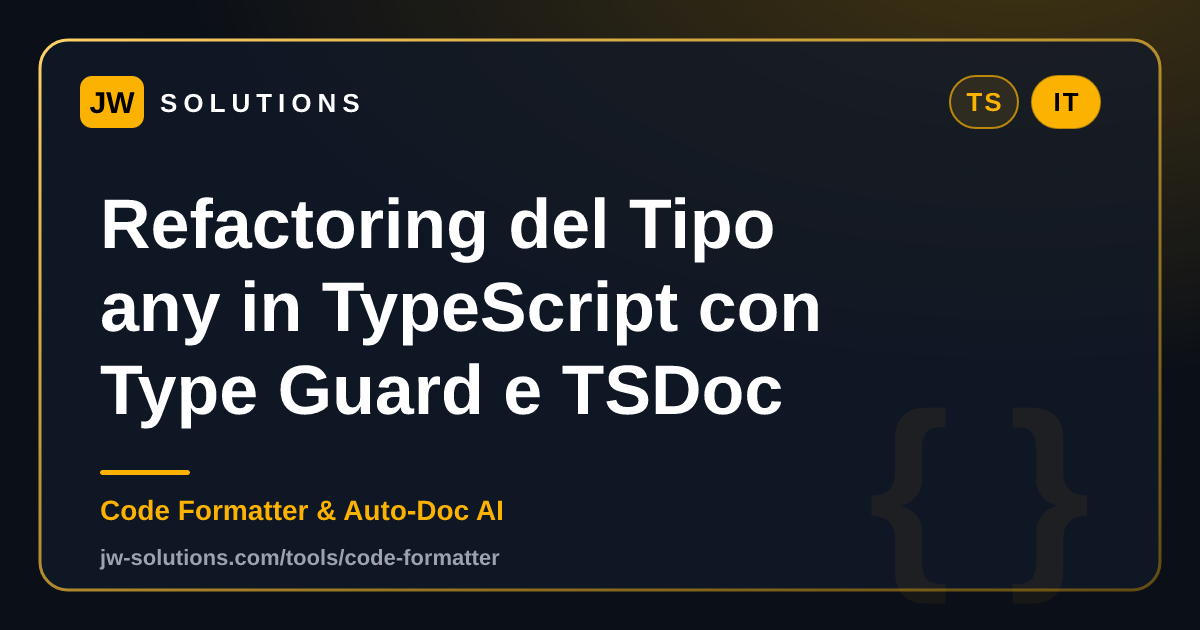 JW SOLUTIONS
TS IT
Refactoring del Tipo
any in TypeScript con
Type Guard e TSDoc
Code Formatter & Auto-Doc AI
jw-solutions.com/tools/code-formatter
{ }